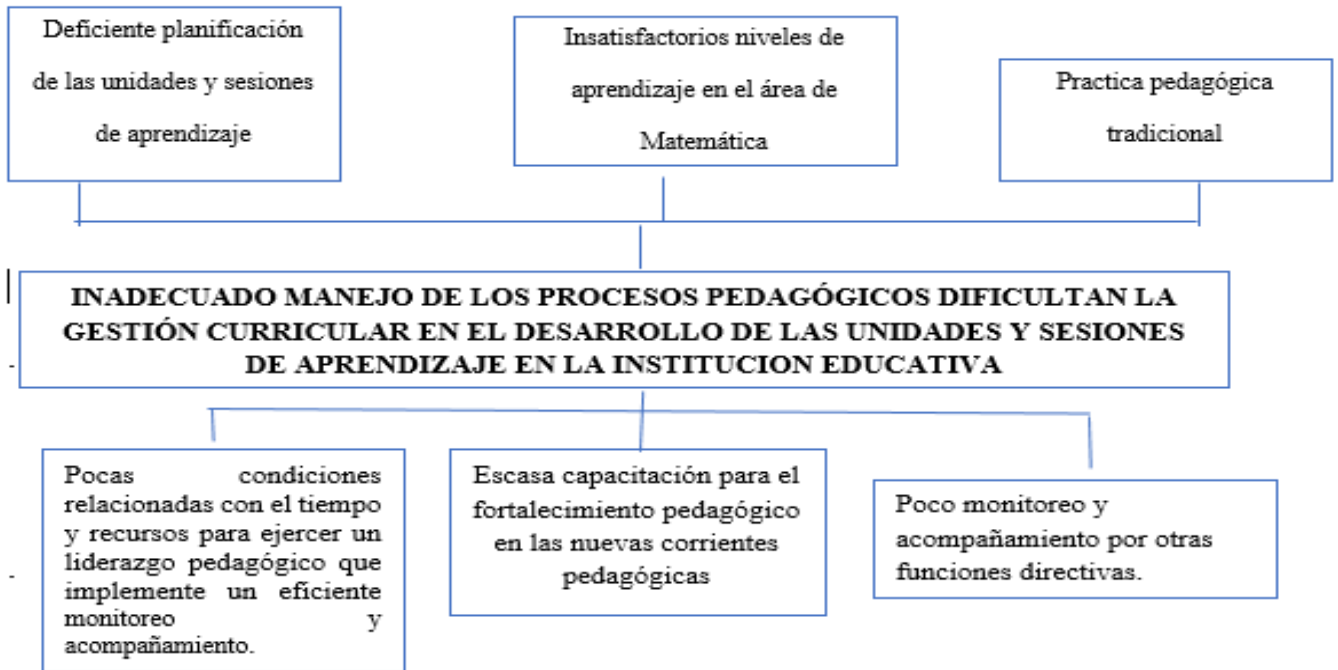 Deficiente planificación
de las unidades y sesiones
de aprendizaje
Insatisfactorios niveles de
aprendizaje en el área de
Matemática
Practica pedagógica
tradicional
INADECUADO MANEJO DE LOS PROCESOS PEDAGÓGICOS DIFICULTAN LA
GESTIÓN CURRICULAR EN EL DESARROLLO DE LAS UNIDADES Y SESIONES
DE APRENDIZAJE EN LA INSTITUCION EDUCATIVA
Pocas condiciones
relacionadas con el tiempo
y recursos para ejercer un
liderazgo pedagógico que
implemente un eficiente
monitoreo y
acompañamiento.
Escasa capacitación para el
fortalecimiento pedagógico
en las nuevas corrientes
pedagógicas
Poco monitoreo y
acompañamiento por otras
funciones directivas.